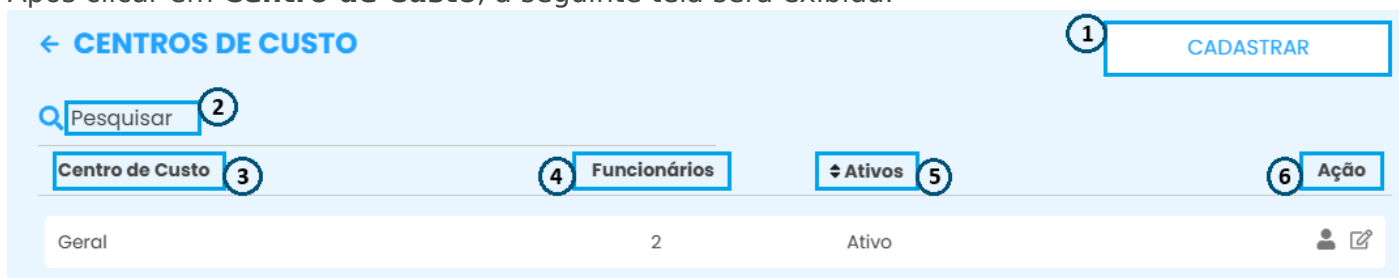 Após clicar em Centro de Custo, a seguinte tela será exibida:
← CENTROS DE CUSTO 1 CADASTRAR
Pesquisar 2
Centro de Custo 3 4 Funcionários Ativos 5 6 Ação
Geral 2 Ativo